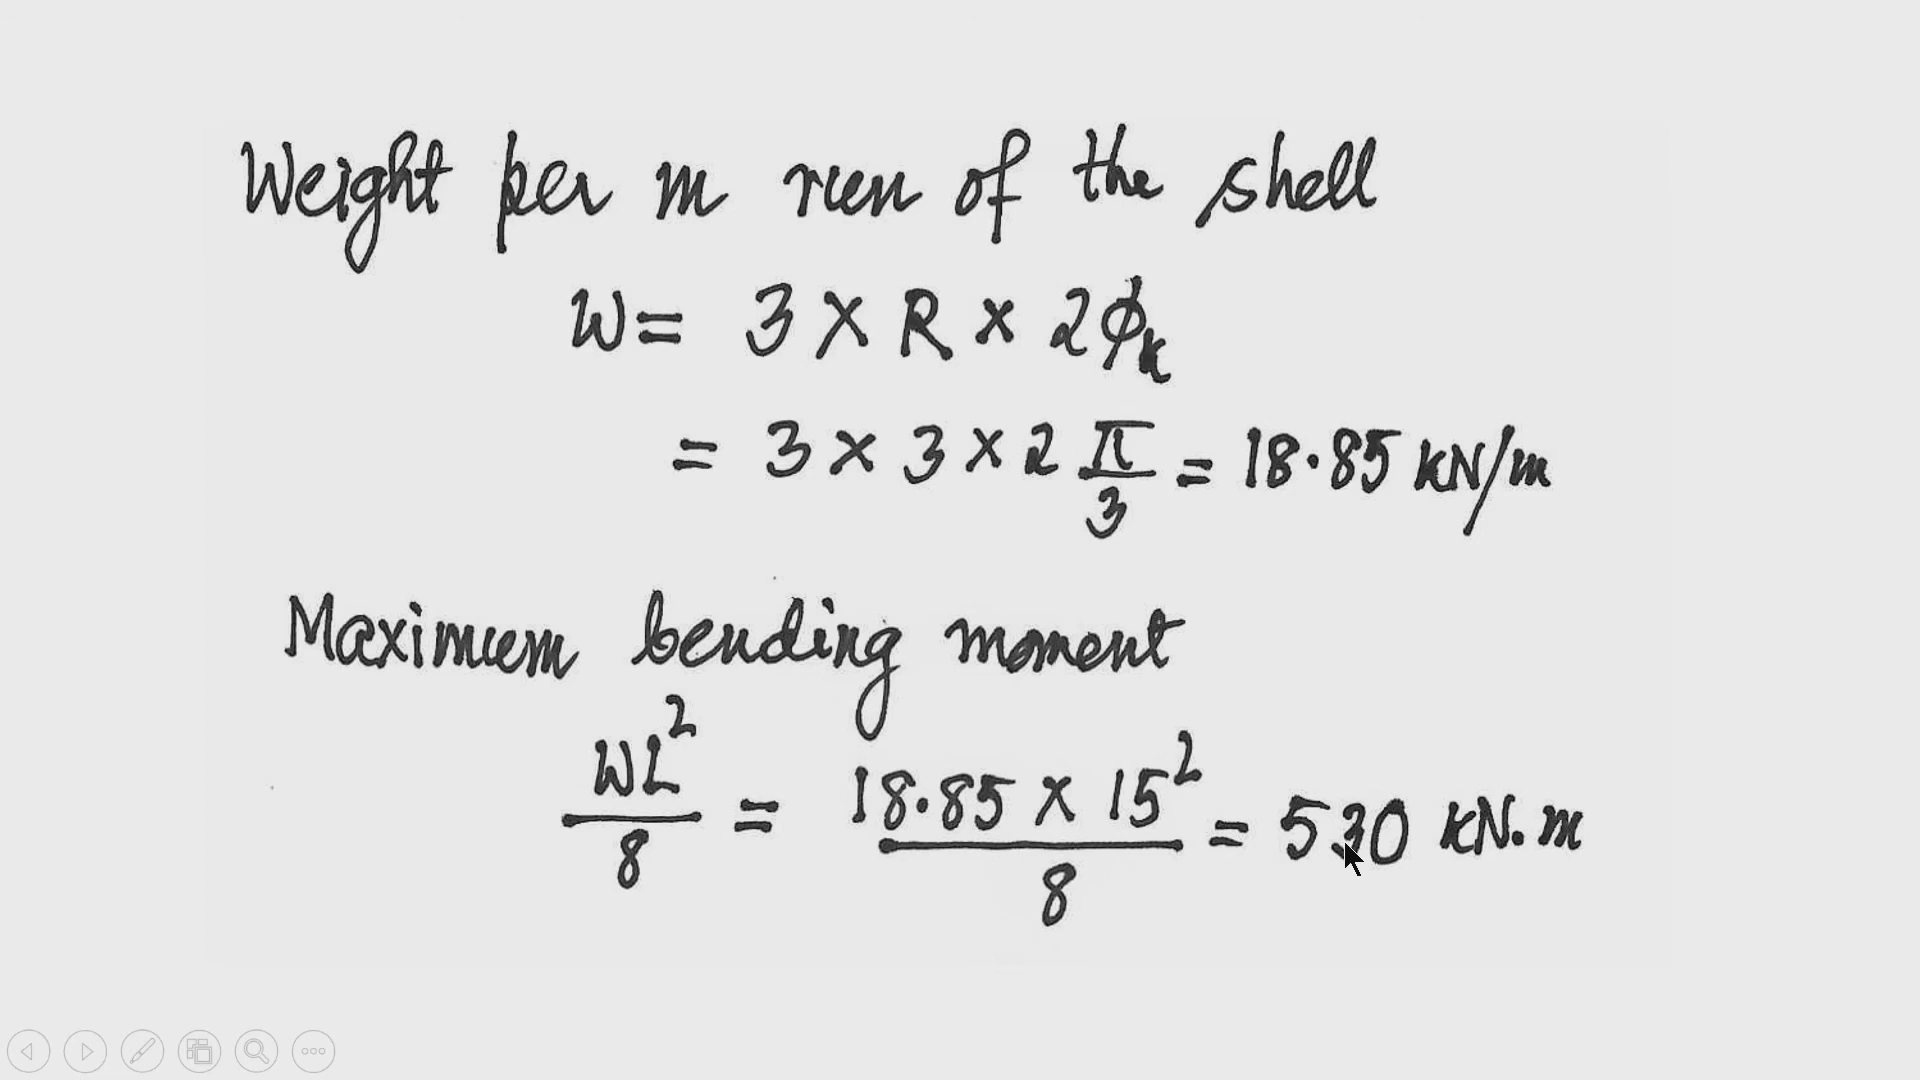 Weight per m run of the shell
W = 3 × R × 2ϕk
= 3 × 3 × 2 π/3 = 18.85 kN/m
Maximum bending moment
WL²/8 = 18.85 × 15²/8 = 530 kN.m